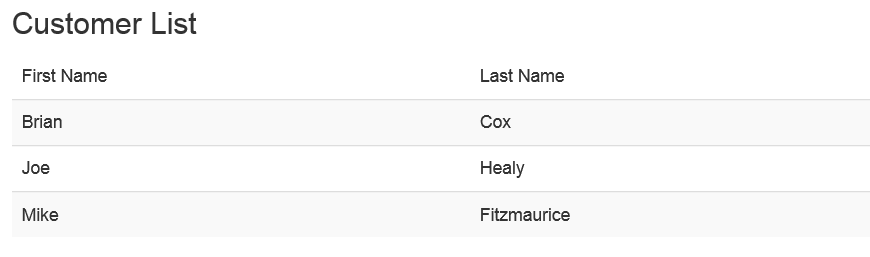 Customer List
First Name Last Name
Brian Cox
Joe Healy
Mike Fitzmaurice